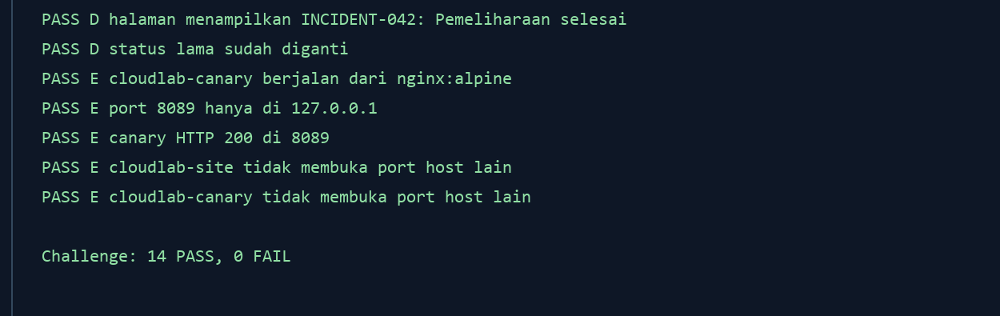 PASS D halaman menampilkan INCIDENT-042: Pemeliharaan selesai
PASS D status lama sudah diganti
PASS E cloudlab-canary berjalan dari nginx:alpine
PASS E port 8089 hanya di 127.0.0.1
PASS E canary HTTP 200 di 8089
PASS E cloudlab-site tidak membuka port host lain
PASS E cloudlab-canary tidak membuka port host lain
Challenge: 14 PASS, 0 FAIL